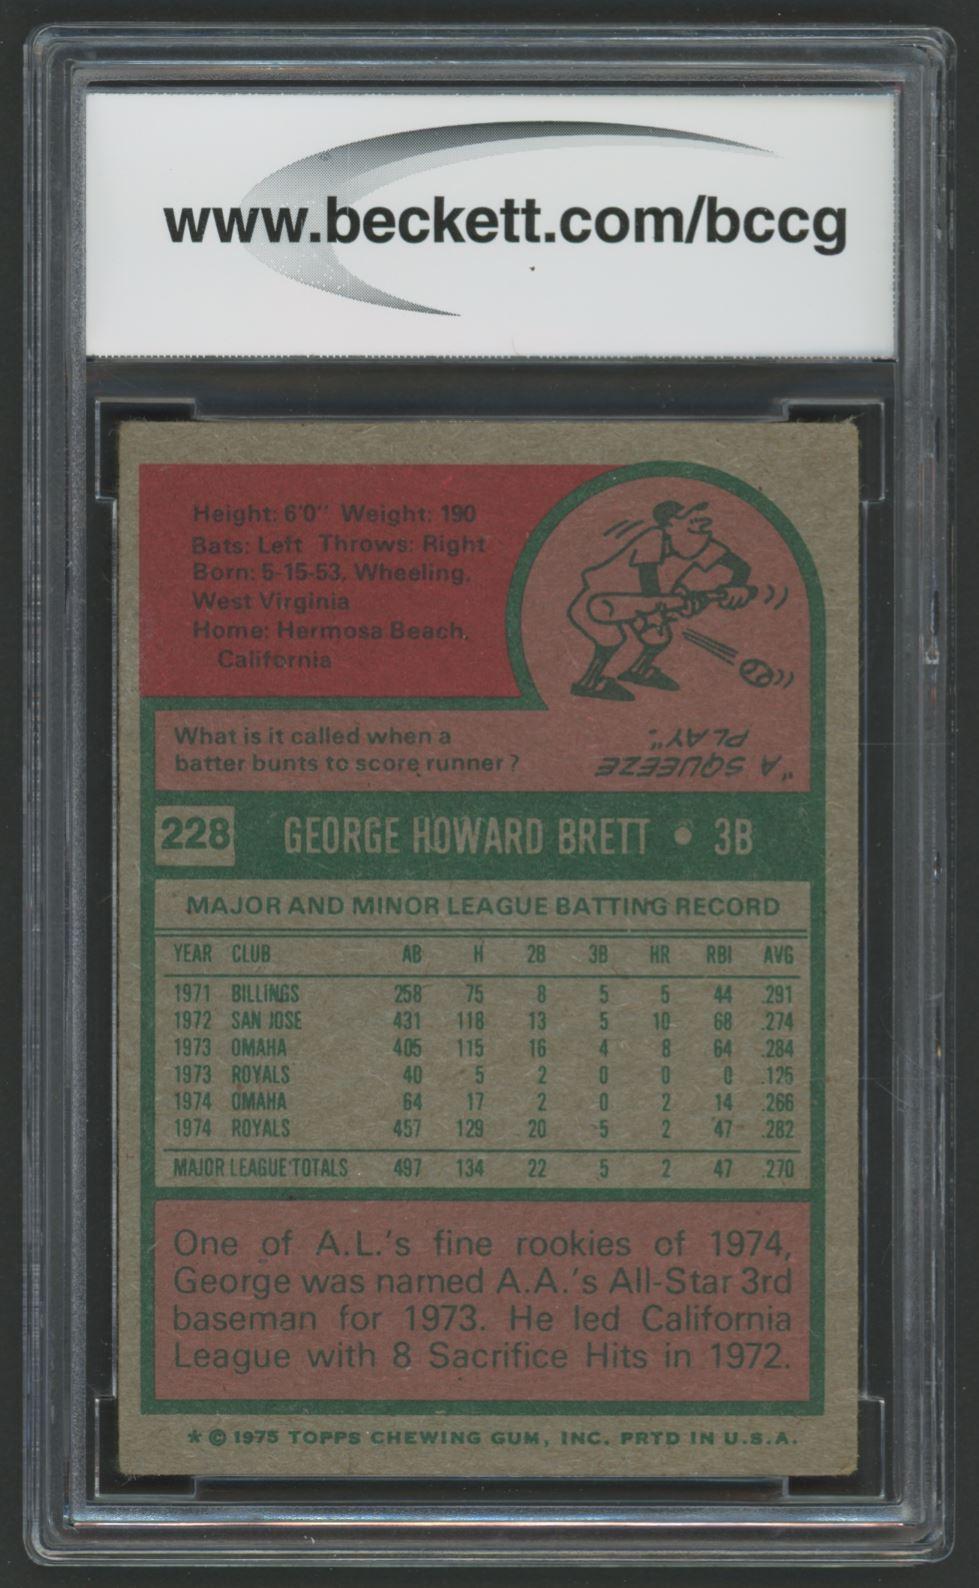 www.beckett.com/bccg
Height: 6'0" Weight: 190
Bats: Left Throws: Right
Born: 5-15-53, Wheeling,
West Virginia
Home: Hermosa Beach,
California
What is it called when a
batter bunts to score runner?
"A SQUEEZE
PLAY".
228 GEORGE HOWARD BRETT • 3B
MAJOR AND MINOR LEAGUE BATTING RECORD
YEAR CLUB AB H 2B 3B HR RBI AVG
1971 BILLINGS 258 75 8 5 5 44 .291
1972 SAN JOSE 431 118 13 5 10 68 .274
1973 OMAHA 405 115 16 4 8 64 .284
1973 ROYALS 40 5 2 0 0 0 .125
1974 OMAHA 64 17 2 0 2 14 .266
1974 ROYALS 457 129 20 5 2 47 .282
MAJOR LEAGUE TOTALS 497 134 22 5 2 47 .270
One of A.L.'s fine rookies of 1974,
George was named A.A.'s All-Star 3rd
baseman for 1973. He led California
League with 8 Sacrifice Hits in 1972.
* © 1975 TOPPS CHEWING GUM, INC. PRTD IN U.S.A.